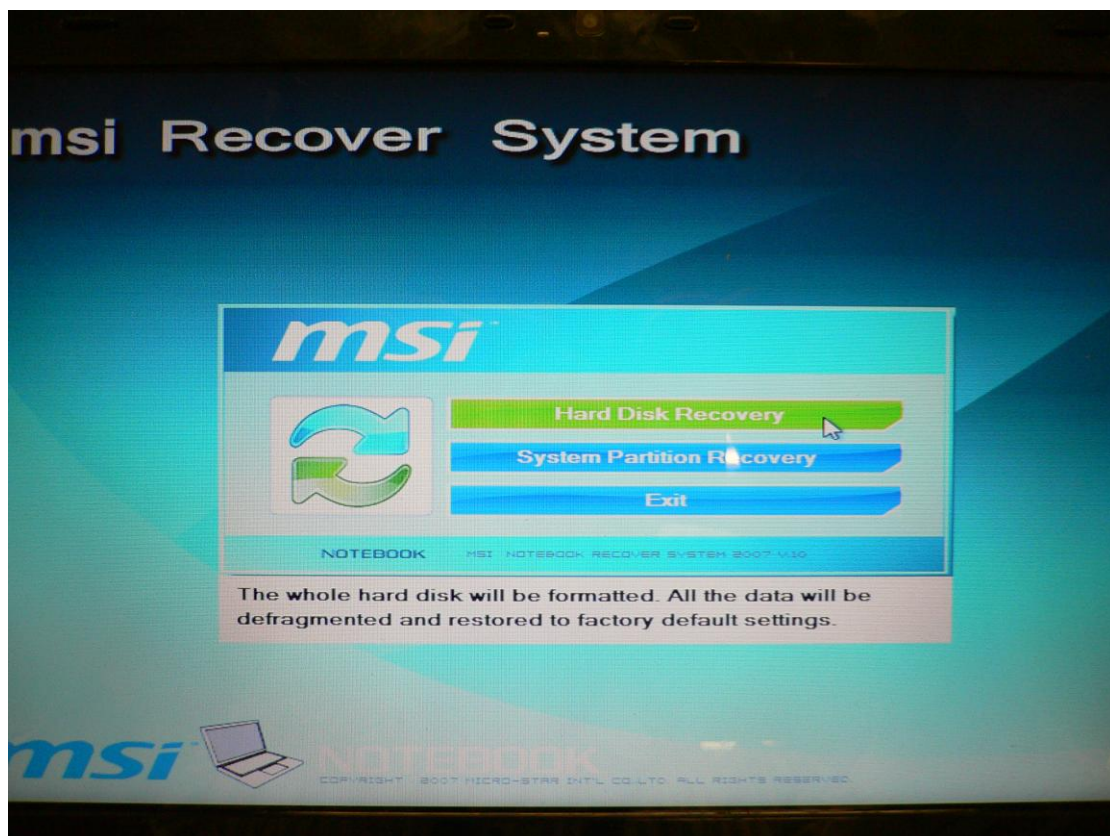 msi Recover System
msi
Hard Disk Recovery
System Partition Recovery
Exit
NOTEBOOK MSI NOTEBOOK RECOVER SYSTEM 2007 V.10
The whole hard disk will be formatted. All the data will be
defragmented and restored to factory default settings.
msi NOTEBOOK
COPYRIGHT 2007 MICRO-STAR INT'L CO.LTD ALL RIGHTS RESERVED.